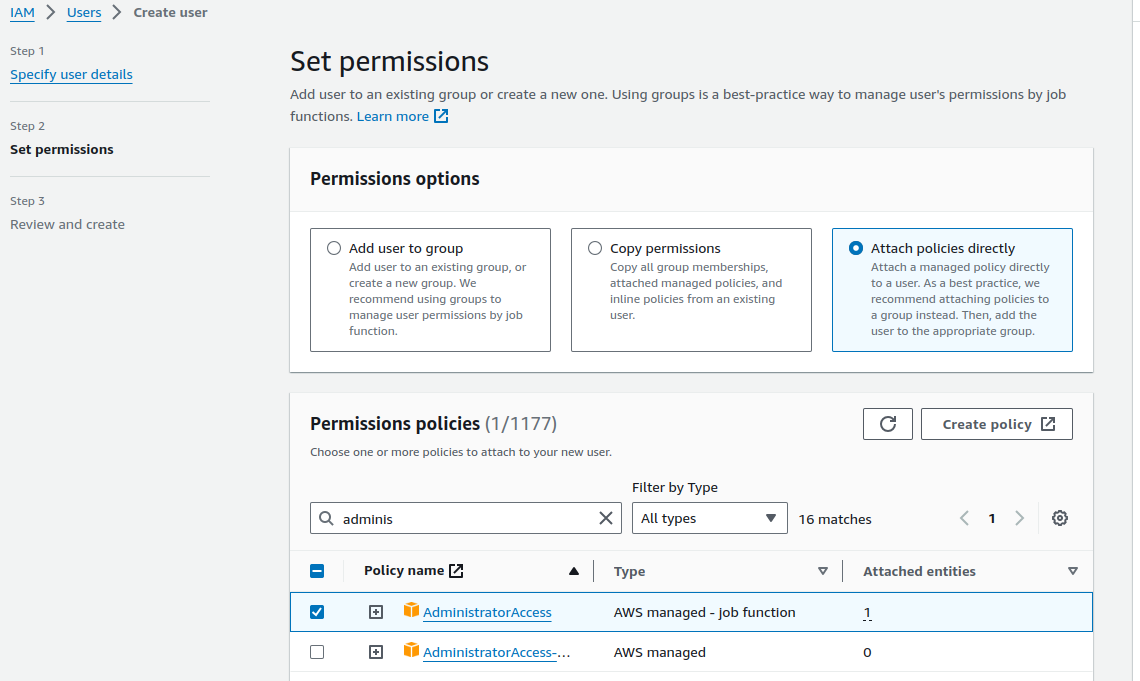 IAM > Users > Create user
Step 1
Specify user details
Step 2
Set permissions
Step 3
Review and create
Set permissions
Add user to an existing group or create a new one. Using groups is a best-practice way to manage user's permissions by job
functions. Learn more
Permissions options
Add user to group
Add user to an existing group, or
create a new group. We
recommend using groups to
manage user permissions by job
function.
Copy permissions
Copy all group memberships,
attached managed policies, and
inline policies from an existing
user.
Attach policies directly
Attach a managed policy directly
to a user. As a best practice, we
recommend attaching policies to
a group instead. Then, add the
user to the appropriate group.
Permissions policies (1/1177)
Create policy
Choose one or more policies to attach to your new user.
Filter by Type
adminis
All types
16 matches
1
Policy name
Type
Attached entities
AdministratorAccess
AWS managed - job function
1
AdministratorAccess-...
AWS managed
0